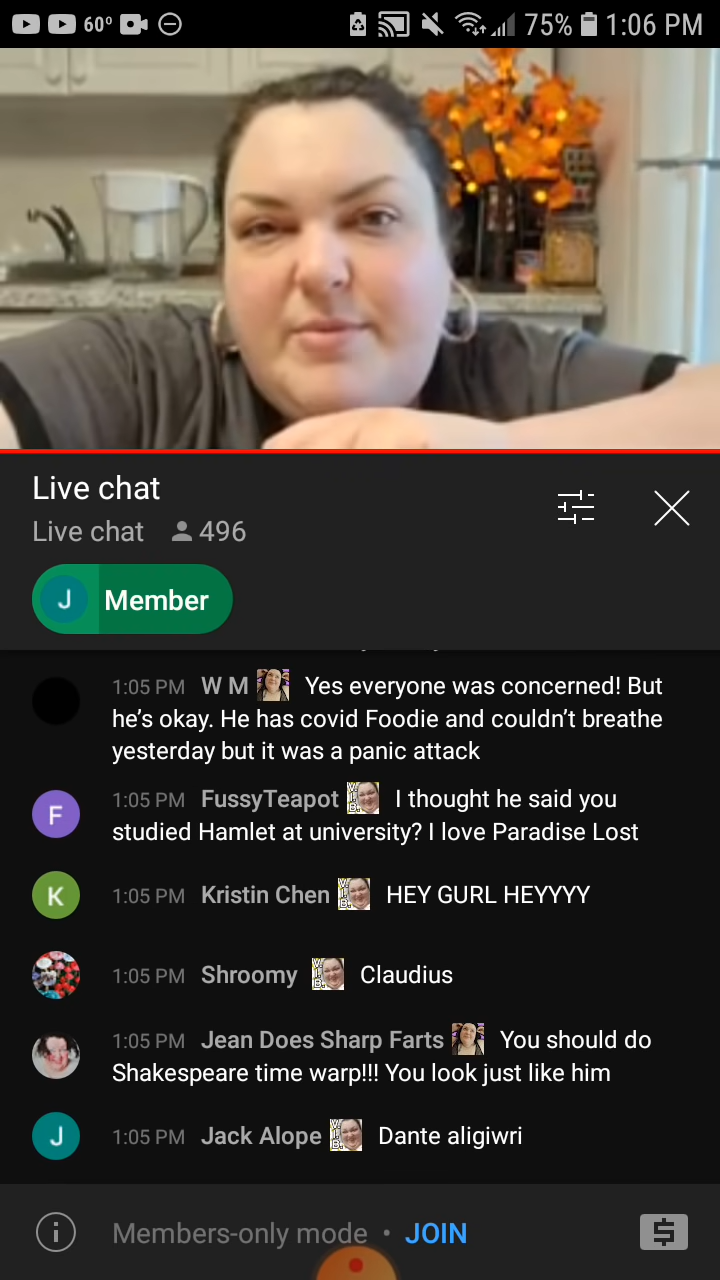 60° 75% 1:06 PM
Live chat
Live chat 496
J Member
1:05 PM W M Yes everyone was concerned! But
he’s okay. He has covid Foodie and couldn’t breathe
yesterday but it was a panic attack
F 1:05 PM FussyTeapot I thought he said you
studied Hamlet at university? I love Paradise Lost
K 1:05 PM Kristin Chen HEY GURL HEYYYY
1:05 PM Shroomy Claudius
1:05 PM Jean Does Sharp Farts You should do
Shakespeare time warp!!! You look just like him
J 1:05 PM Jack Alope Dante aligiwri
Members-only mode • JOIN